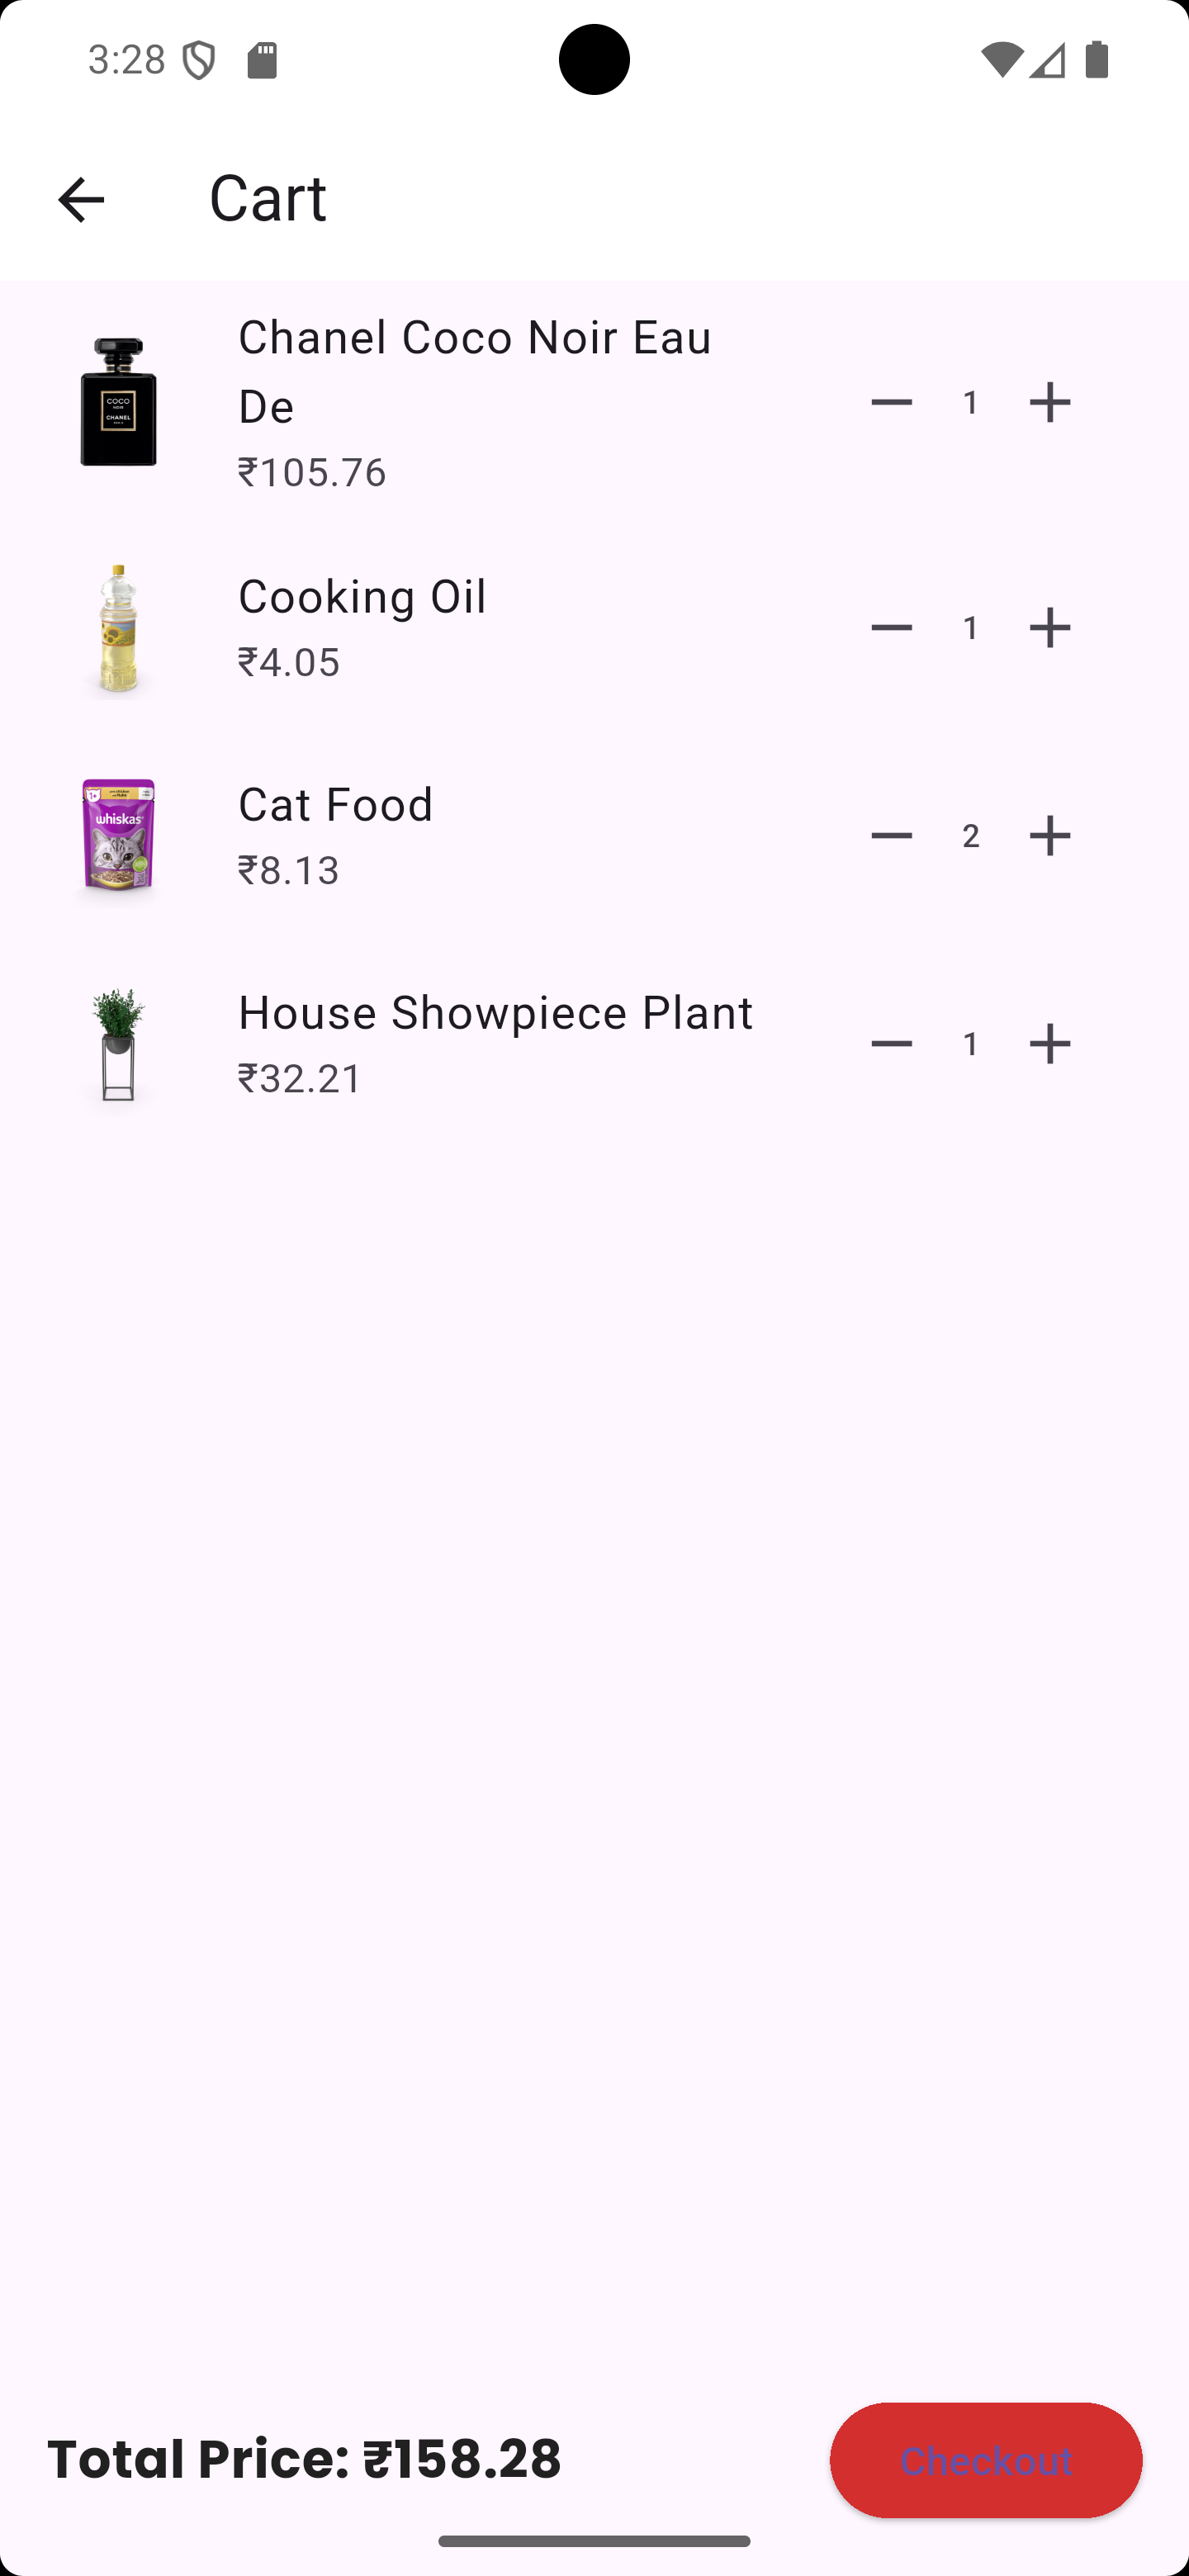 3:28
Cart
Chanel Coco Noir Eau
De
₹105.76
1
COCO
NOIR
CHANEL
Cooking Oil
₹4.05
1
Cat Food
₹8.13
2
1+
whiskas
House Showpiece Plant
₹32.21
1
Total Price: ₹158.28
Checkout